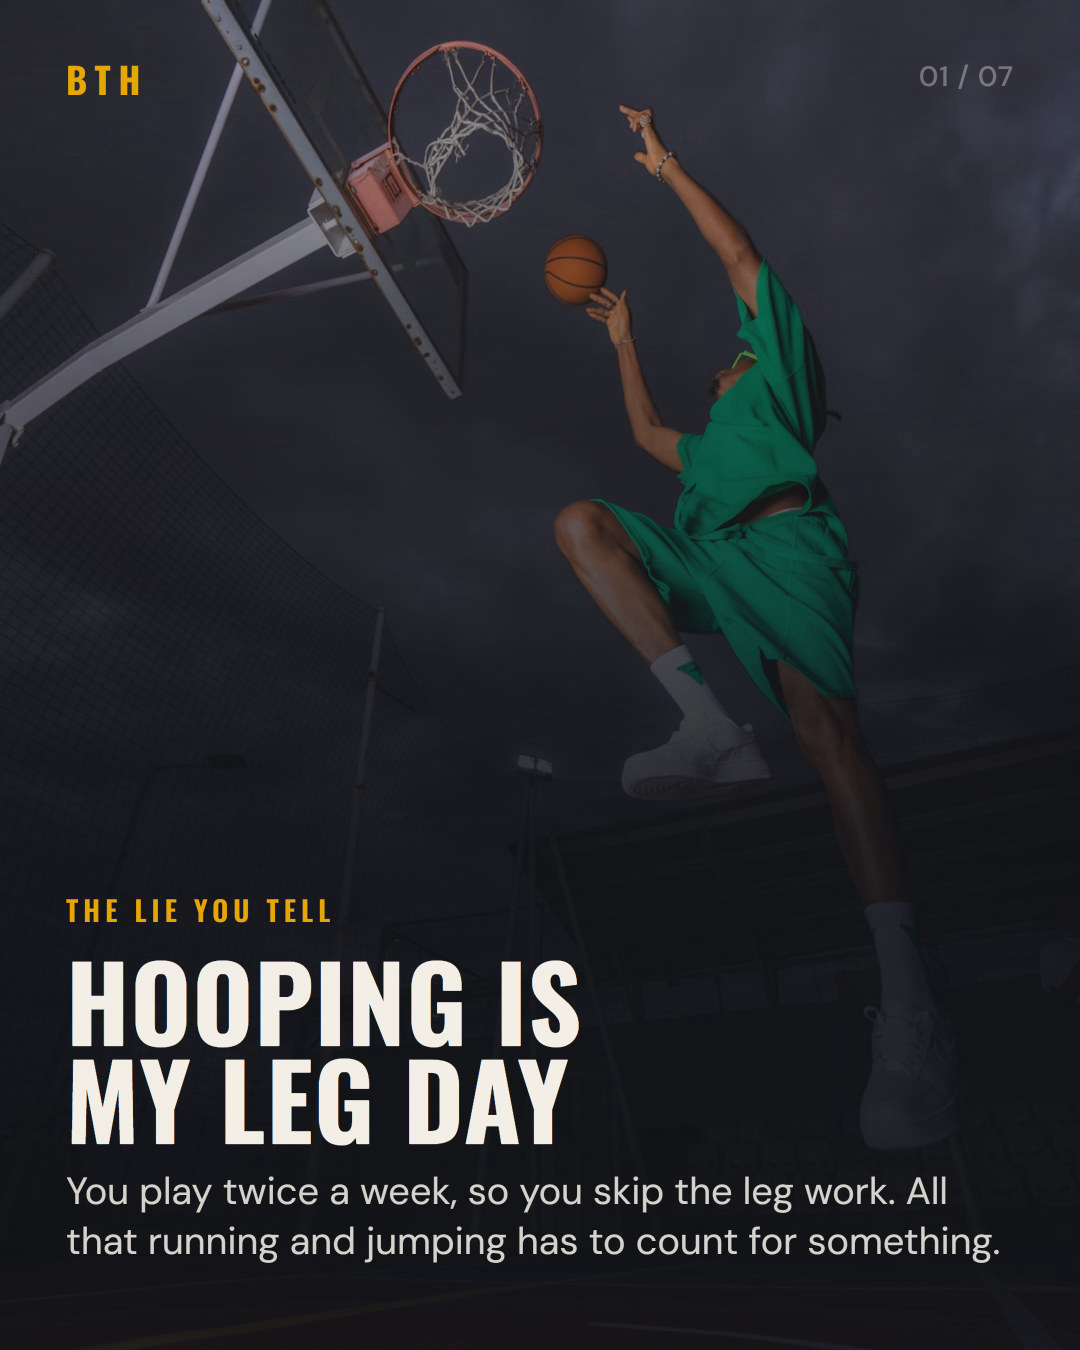 BTH
01 / 07
THE LIE YOU TELL
HOOPING IS
MY LEG DAY
You play twice a week, so you skip the leg work. All
that running and jumping has to count for something.